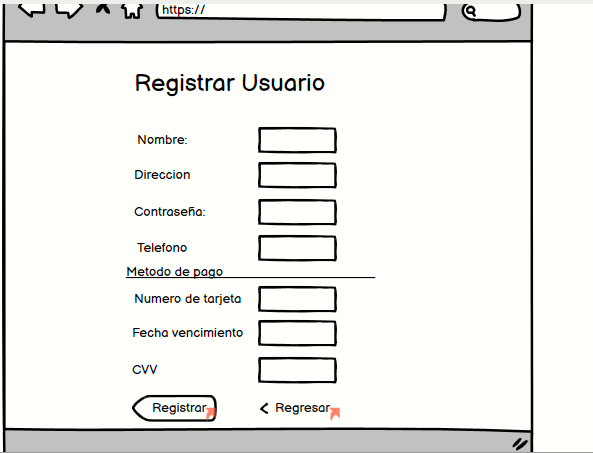 https://
Registrar Usuario
Nombre:
Direccion
Contraseña:
Telefono
Metodo de pago
Numero de tarjeta
Fecha vencimiento
CVV
Registrar < Regresar